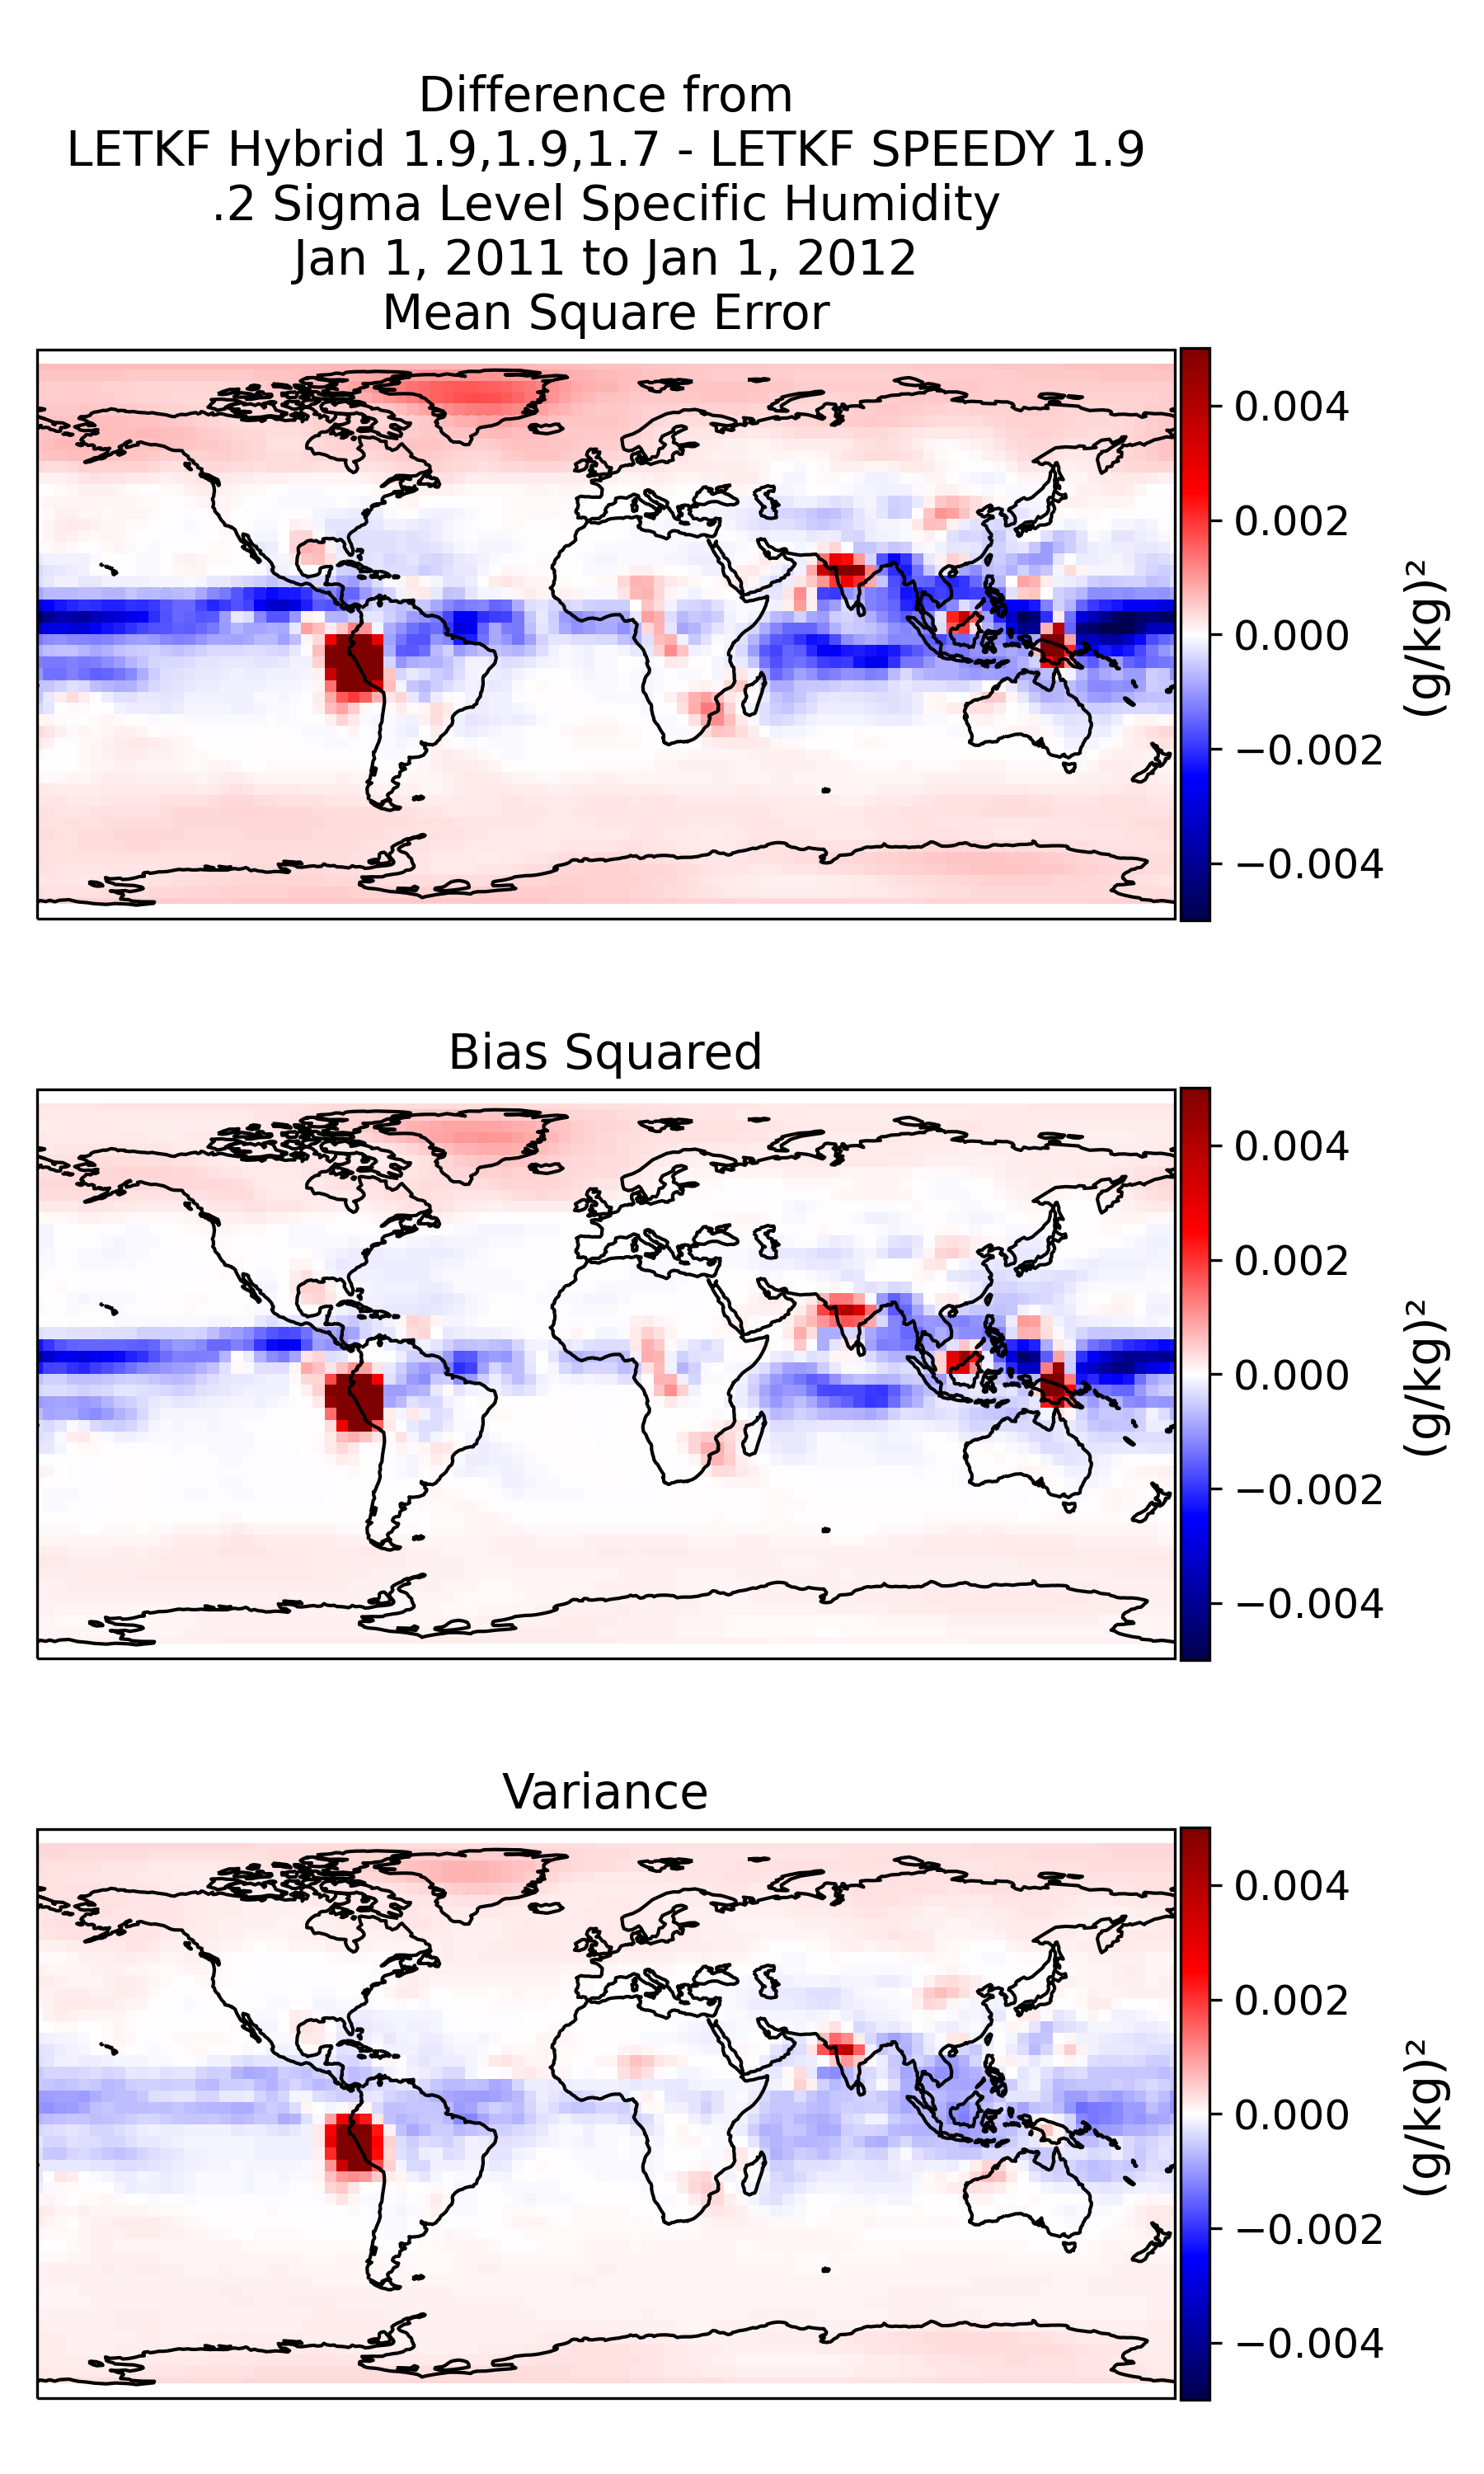 Difference from
LETKF Hybrid 1.9,1.9,1.7 - LETKF SPEEDY 1.9
.2 Sigma Level Specific Humidity
Jan 1, 2011 to Jan 1, 2012
Mean Square Error
0.004
0.002
0.000
−0.002
−0.004
(g/kg)²
Bias Squared
0.004
0.002
0.000
−0.002
−0.004
(g/kg)²
Variance
0.004
0.002
0.000
−0.002
−0.004
(g/kg)²